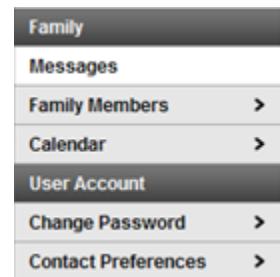 Family
Messages
Family Members
Calendar
User Account
Change Password
Contact Preferences